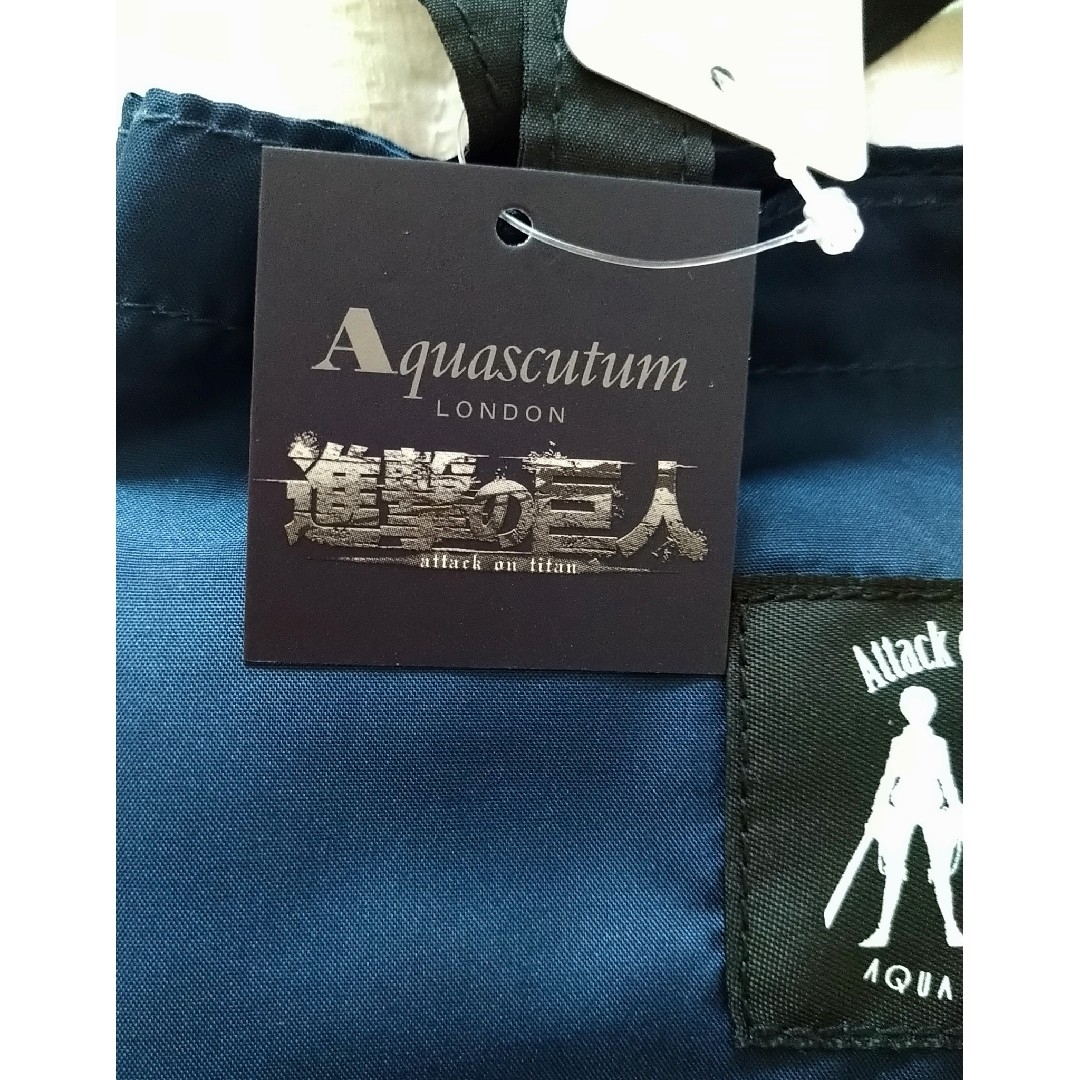 Aquascutum
LONDON
進撃の巨人
attack on titan
Attack
AQUA